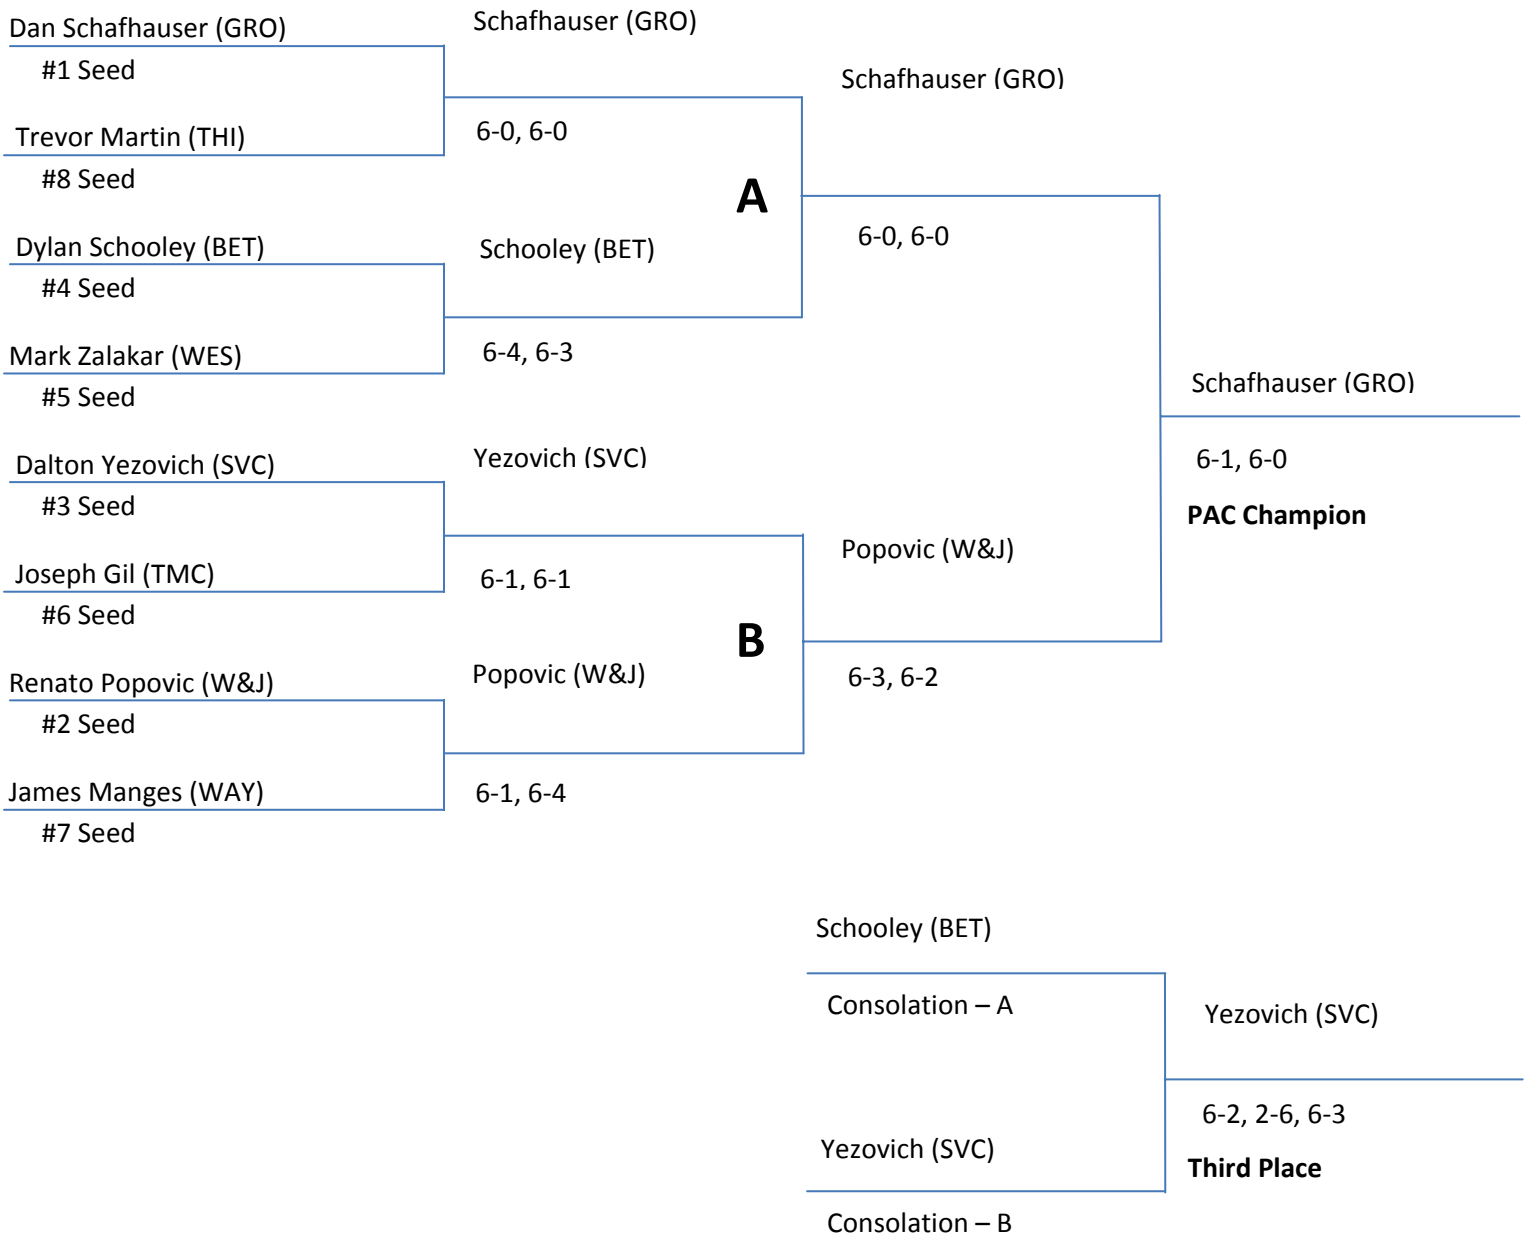 Dan Schafhauser (GRO)
#1 Seed
Trevor Martin (THI)
#8 Seed
Dylan Schooley (BET)
#4 Seed
Mark Zalakar (WES)
#5 Seed
Dalton Yezovich (SVC)
#3 Seed
Joseph Gil (TMC)
#6 Seed
Renato Popovic (W&J)
#2 Seed
James Manges (WAY)
#7 Seed
Schafhauser (GRO)
6-0, 6-0
Schooley (BET)
6-4, 6-3
Yezovich (SVC)
6-1, 6-1
Popovic (W&J)
6-1, 6-4
A
B
Schafhauser (GRO)
6-0, 6-0
Popovic (W&J)
6-3, 6-2
Schafhauser (GRO)
6-1, 6-0
PAC Champion
Schooley (BET)
Consolation – A
Yezovich (SVC)
Consolation – B
Yezovich (SVC)
6-2, 2-6, 6-3
Third Place